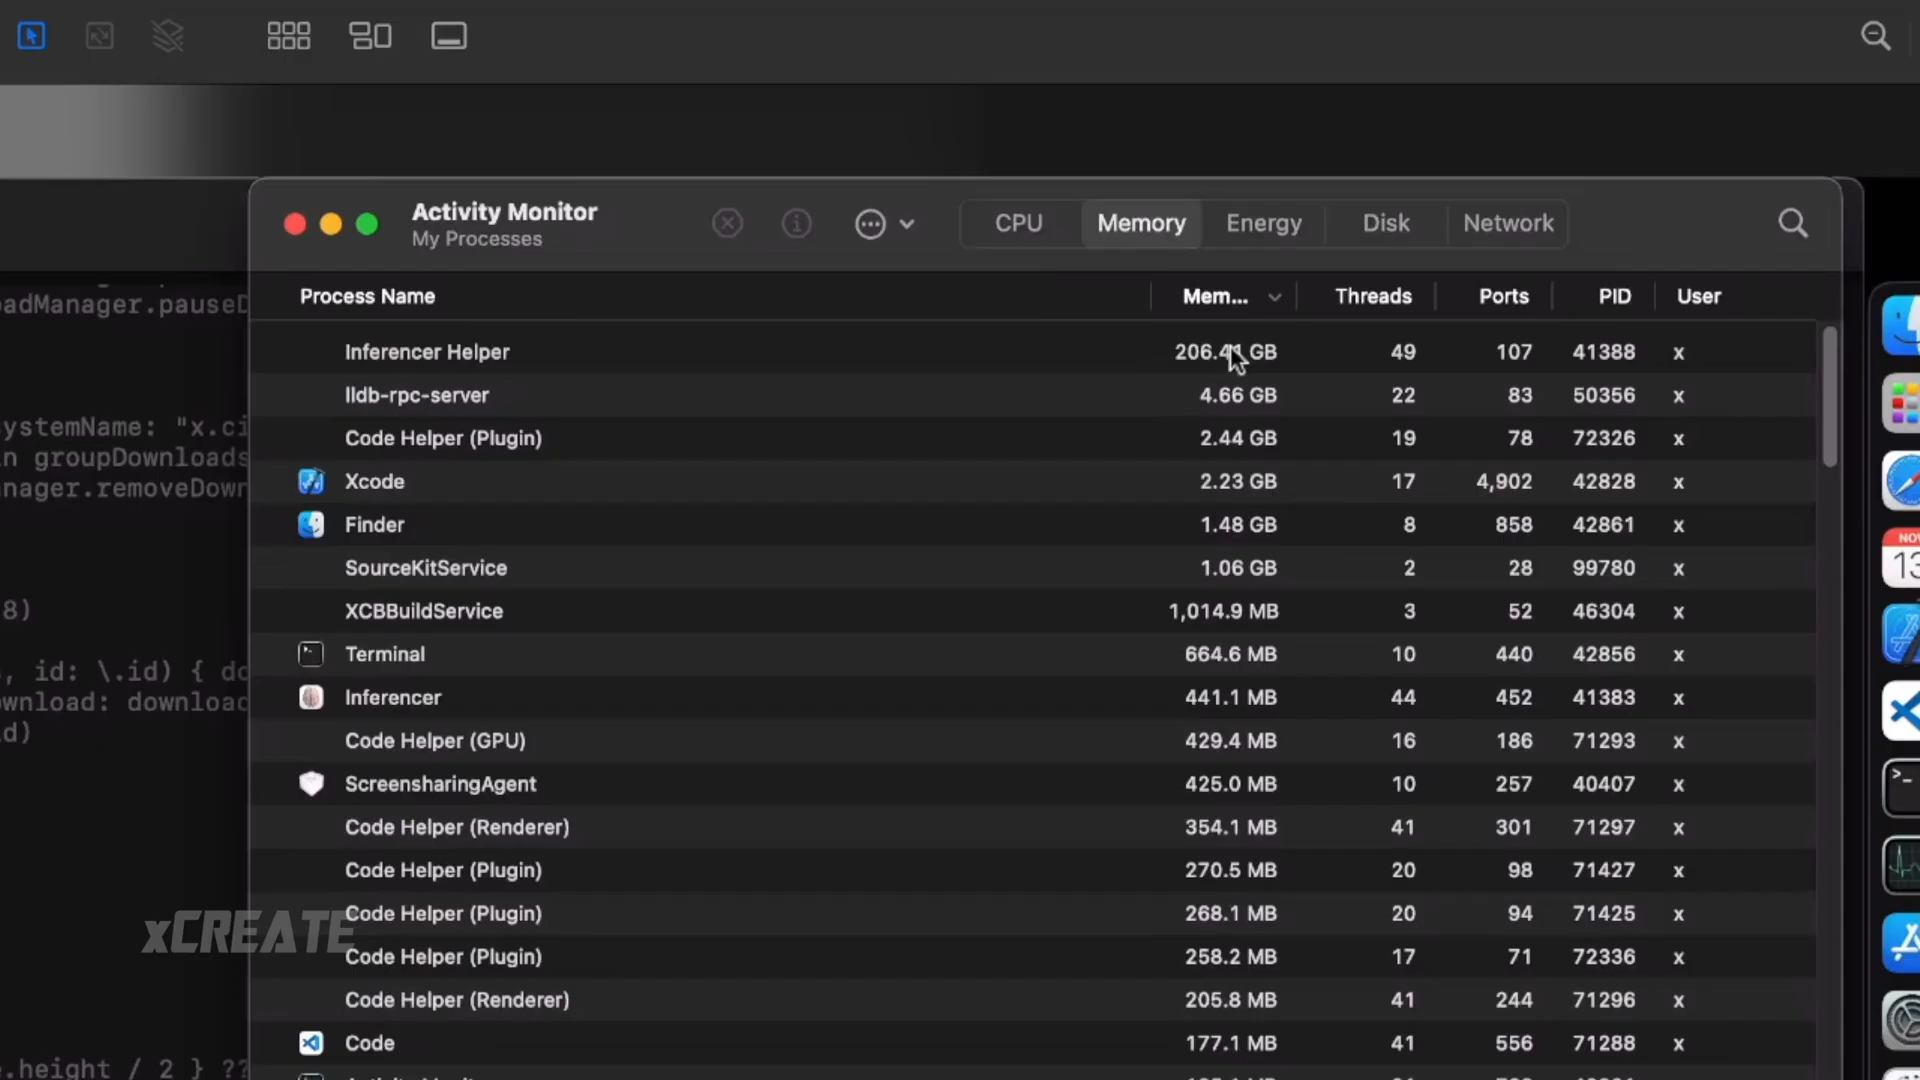 Activity Monitor
My Processes
CPU Memory Energy Disk Network
Process Name Mem... Threads Ports PID User
Inferencer Helper GB 49 107 41388 x
lldb-rpc-server 4.66 GB 22 83 50356 x
Code Helper (Plugin) 2.44 GB 19 78 72326 x
Xcode 2.23 GB 17 4,902 42828 x
Finder 1.48 GB 8 858 42861 x
SourceKitService 1.06 GB 2 28 99780 x
XCBBuildService 1,014.9 MB 3 52 46304 x
Terminal 664.6 MB 10 440 42856 x
Inferencer 441.1 MB 44 452 41383 x
Code Helper (GPU) 429.4 MB 16 186 71293 x
ScreensharingAgent 425.0 MB 10 257 40407 x
Code Helper (Renderer) 354.1 MB 41 301 71297 x
Code Helper (Plugin) 270.5 MB 20 98 71427 x
Code Helper (Plugin) 268.1 MB 20 94 71425 x
Code Helper (Plugin) 258.2 MB 17 71 72336 x
Code Helper (Renderer) 205.8 MB 41 244 71296 x
Code 177.1 MB 41 556 71288 x
adManager.pauseD
ystemName: "x.ci
n groupDownloads
nager.removeDown
8)
, id: \.id) { do
wnload: download
d)
.height / 2 } ??
xCREATE
NOV
13